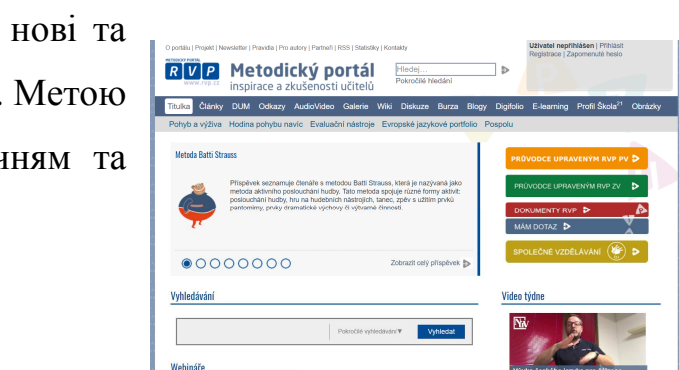 нові та
. Метою
нням та
O portálu | Projekt | Newsletter | Pravidla | Pro autory | Partneři | RSS | Statistiky | Kontakty
Uživatel nepřihlášen | Přihlásit
Registrace | Zapomenuté heslo
METODICKÝ PORTÁL
RVP
www.rvp.cz
Metodický portál
inspirace a zkušenosti učitelů
Hledej...
Pokročilé hledání
Titulka Články DUM Odkazy AudioVideo Galerie Wiki Diskuze Burza Blogy Digifolio E-learning Profil Škola21 Obrázky
Pohyb a výživa Hodina pohybu navíc Evaluační nástroje Evropské jazykové portfolio Pospolu
Metoda Batti Strauss
Příspěvek seznamuje čtenáře s metodou Batti Strauss, která je nazývaná jako
metoda aktivního poslouchání hudby. Tato metoda spojuje různé formy aktivit:
poslouchání hudby, hru na hudebních nástrojích, tanec, zpěv s užitím prvků
pantomimy, prvky dramatické výchovy či výtvarné činnosti.
Zobrazit celý příspěvek
PRŮVODCE UPRAVENÝM RVP PV
PRŮVODCE UPRAVENÝM RVP ZV
DOKUMENTY RVP
MÁM DOTAZ
SPOLEČNÉ VZDĚLÁVÁNÍ
Vyhledávání
Pokročilé vyhledávání▼
Vyhledat
Video týdne
Webináře